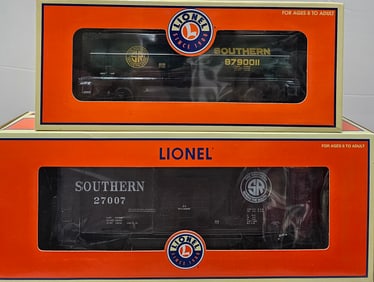 LIONEL
SINCE 1900
FOR AGES 8 TO ADULT
SR
SOUTHERN
8790011
LIONEL
FOR AGES 8 TO ADULT
SOUTHERN
27007
SR
LIONEL
SINCE 1900